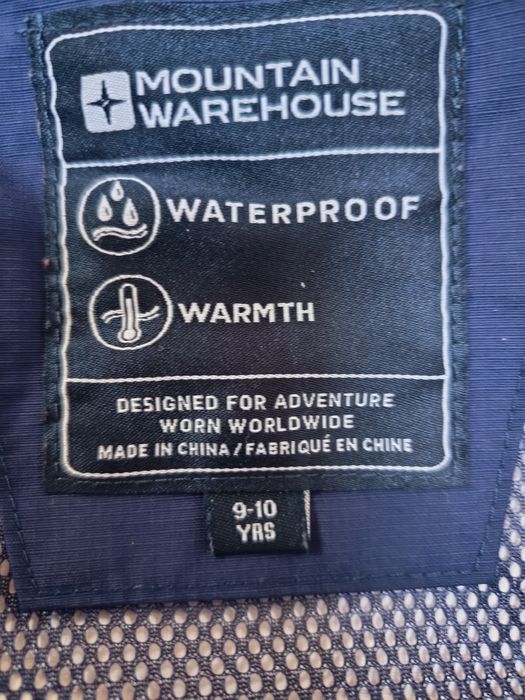 MOUNTAIN
WAREHOUSE
WATERPROOF
WARMTH
DESIGNED FOR ADVENTURE
WORN WORLDWIDE
MADE IN CHINA / FABRIQUÉ EN CHINE
9-10
YRS